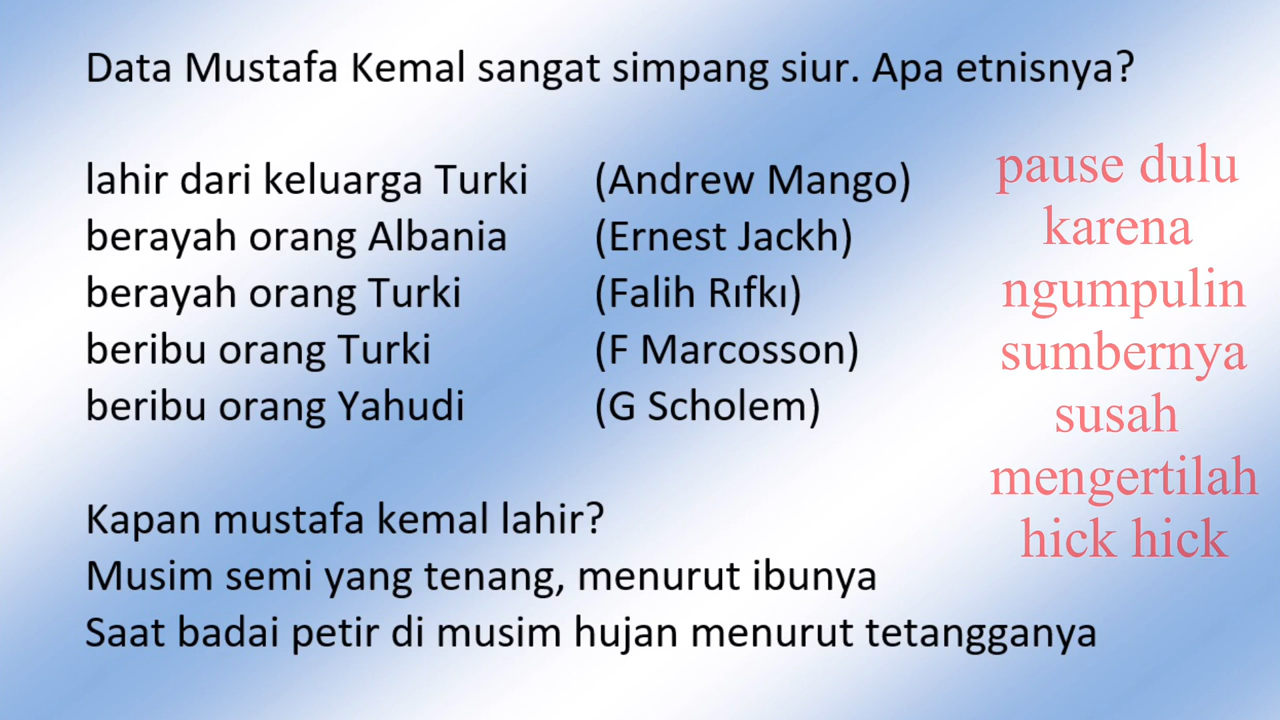 Data Mustafa Kemal sangat simpang siur. Apa etnisnya?
lahir dari keluarga Turki (Andrew Mango)
berayah orang Albania (Ernest Jackh)
berayah orang Turki (Falih Rıfkı)
beribu orang Turki (F Marcosson)
beribu orang Yahudi (G Scholem)
Kapan mustafa kemal lahir?
Musim semi yang tenang, menurut ibunya
Saat badai petir di musim hujan menurut tetangganya
pause dulu
karena
ngumpulin
sumbernya
susah
mengertilah
hick hick